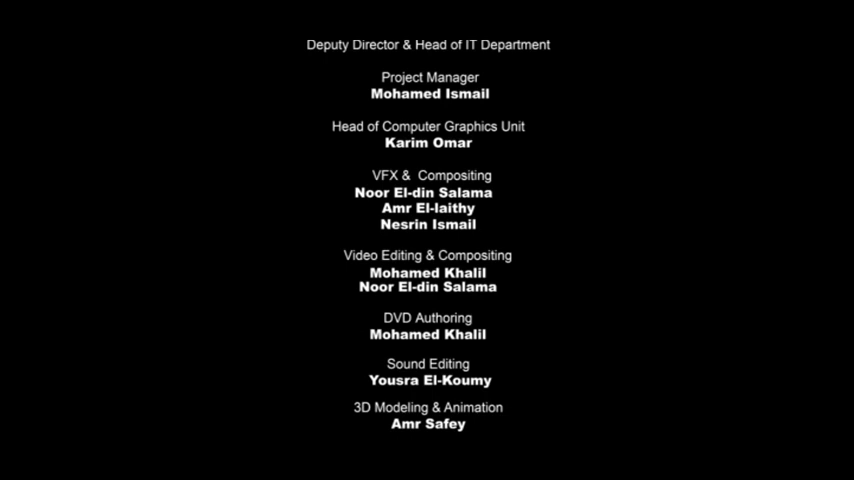 Deputy Director & Head of IT Department
Project Manager
Mohamed Ismail
Head of Computer Graphics Unit
Karim Omar
VFX & Compositing
Noor El-din Salama
Amr El-laithy
Nesrin Ismail
Video Editing & Compositing
Mohamed Khalil
Noor El-din Salama
DVD Authoring
Mohamed Khalil
Sound Editing
Yousra El-Koumy
3D Modeling & Animation
Amr Safey